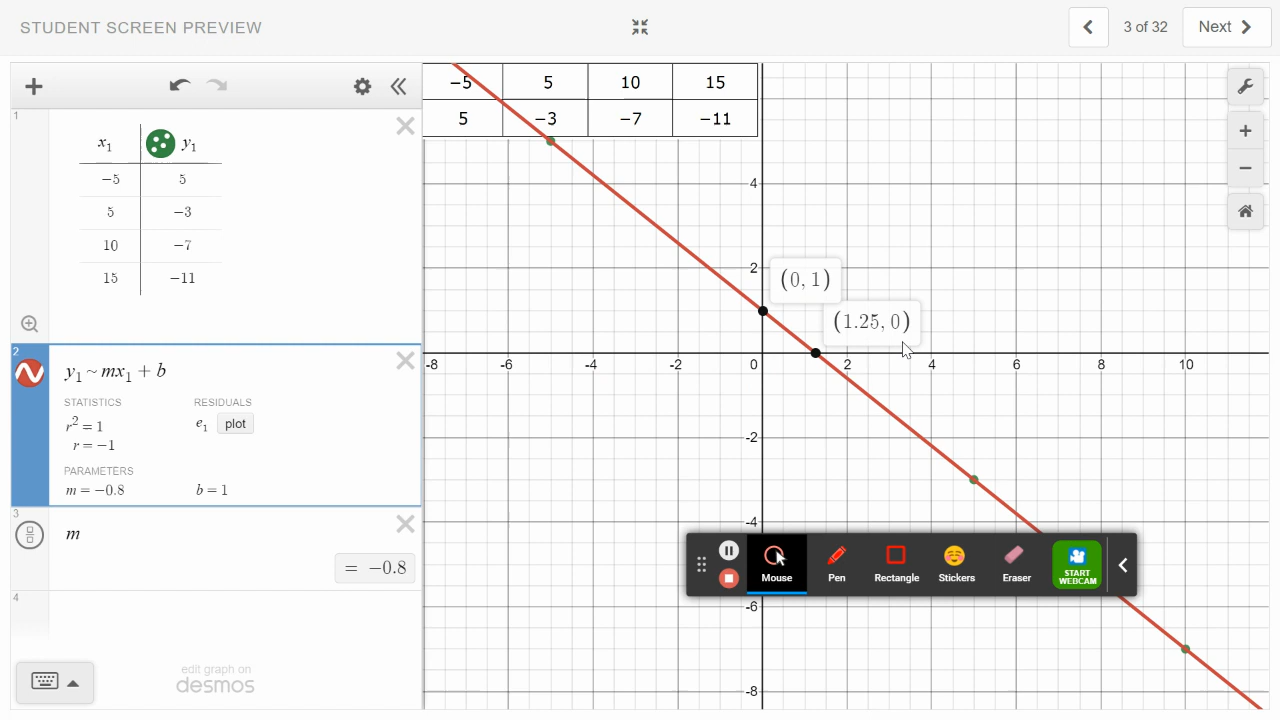 STUDENT SCREEN PREVIEW
3 of 32
Next
1
x₁ y₁
−5 5
5 −3
10 −7
15 −11
2
y₁ ~ mx₁ + b
STATISTICS RESIDUALS
r² = 1 e₁ plot
r = −1
PARAMETERS
m = −0.8 b = 1
3
m
= −0.8
4
edit graph on
desmos
−5 5 10 15
5 −3 −7 −11
4
2
(0, 1)
(1.25, 0)
-8 -6 -4 -2 0 2 4 6 8 10
-2
-4
-6
-8
Mouse Pen Rectangle Stickers Eraser START
WEBCAM